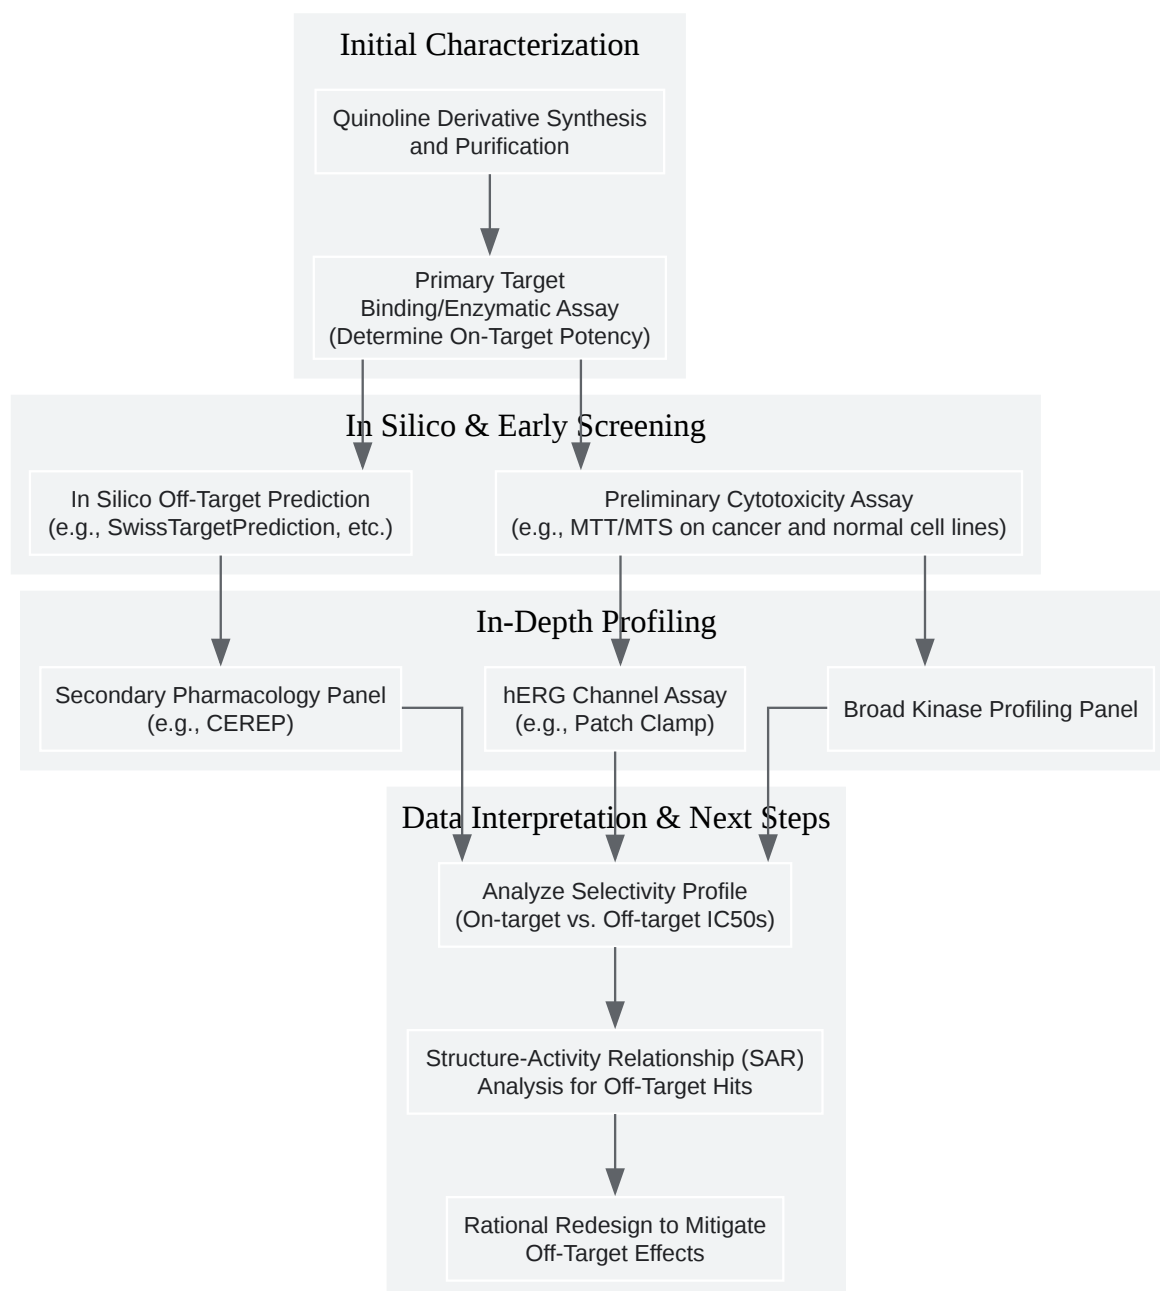 Initial Characterization
Quinoline Derivative Synthesis
and Purification
Primary Target
Binding/Enzymatic Assay
(Determine On-Target Potency)
In Silico & Early Screening
In Silico Off-Target Prediction
(e.g., SwissTargetPrediction, etc.)
Preliminary Cytotoxicity Assay
(e.g., MTT/MTS on cancer and normal cell lines)
In-Depth Profiling
Secondary Pharmacology Panel
(e.g., CEREP)
hERG Channel Assay
(e.g., Patch Clamp)
Broad Kinase Profiling Panel
Data Interpretation & Next Steps
Analyze Selectivity Profile
(On-target vs. Off-target IC50s)
Structure-Activity Relationship (SAR)
Analysis for Off-Target Hits
Rational Redesign to Mitigate
Off-Target Effects